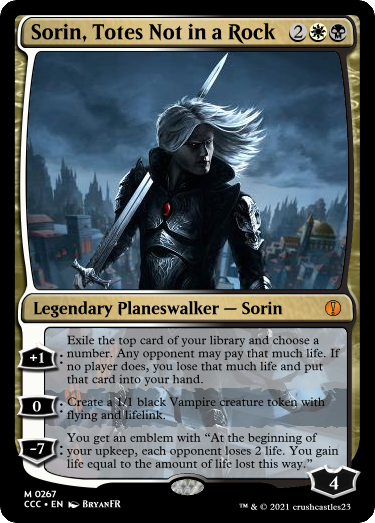 Sorin, Totes Not in a Rock 2
Legendary Planeswalker — Sorin
+1: Exile the top card of your library and choose a
number. Any opponent may pay that much life. If
no player does, you lose that much life and put
that card into your hand.
0: Create a 1/1 black Vampire creature token with
flying and lifelink.
-7: You get an emblem with “At the beginning of
your upkeep, each opponent loses 2 life. You gain
life equal to the amount of life lost this way.”
4
M 0267
CCC • EN BryanFR
™ & © 2021 crushcastles23